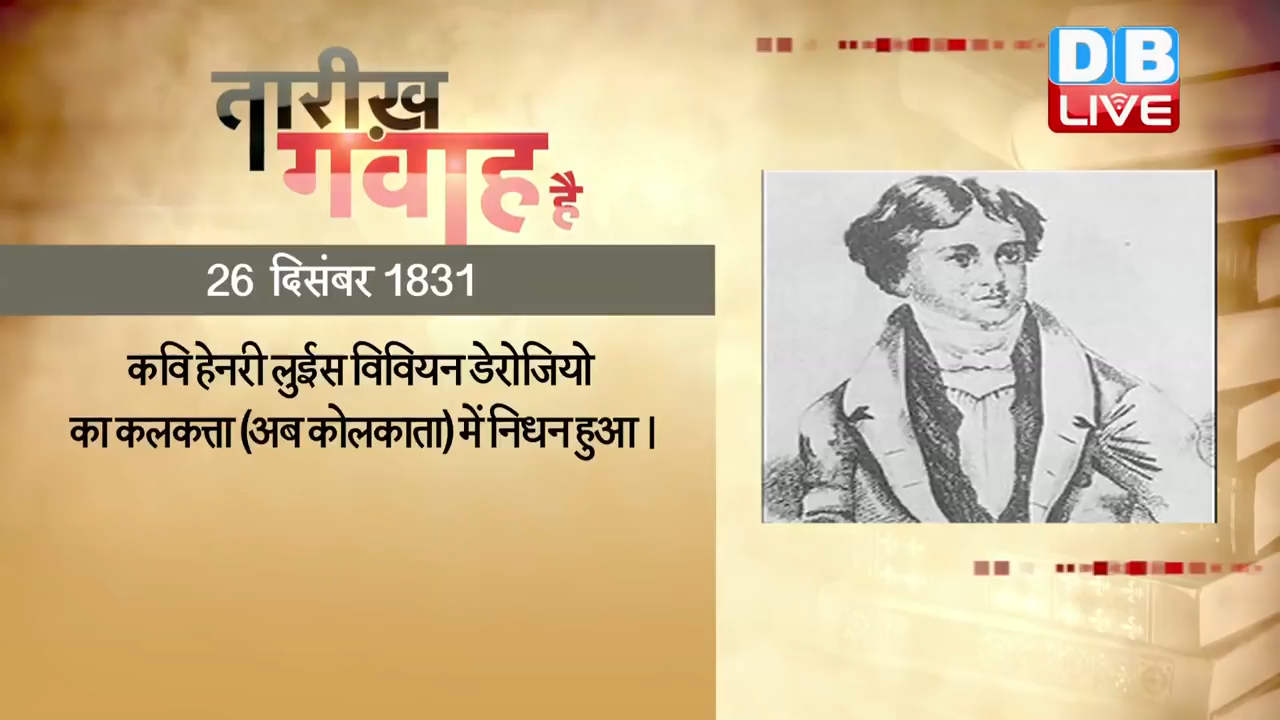 तारीख़
गवाह है
DB
LIVE
26 दिसंबर 1831
कवि हेनरी लुईस विवियन डेरोजियो
का कलकत्ता (अब कोलकाता) में निधन हुआ।